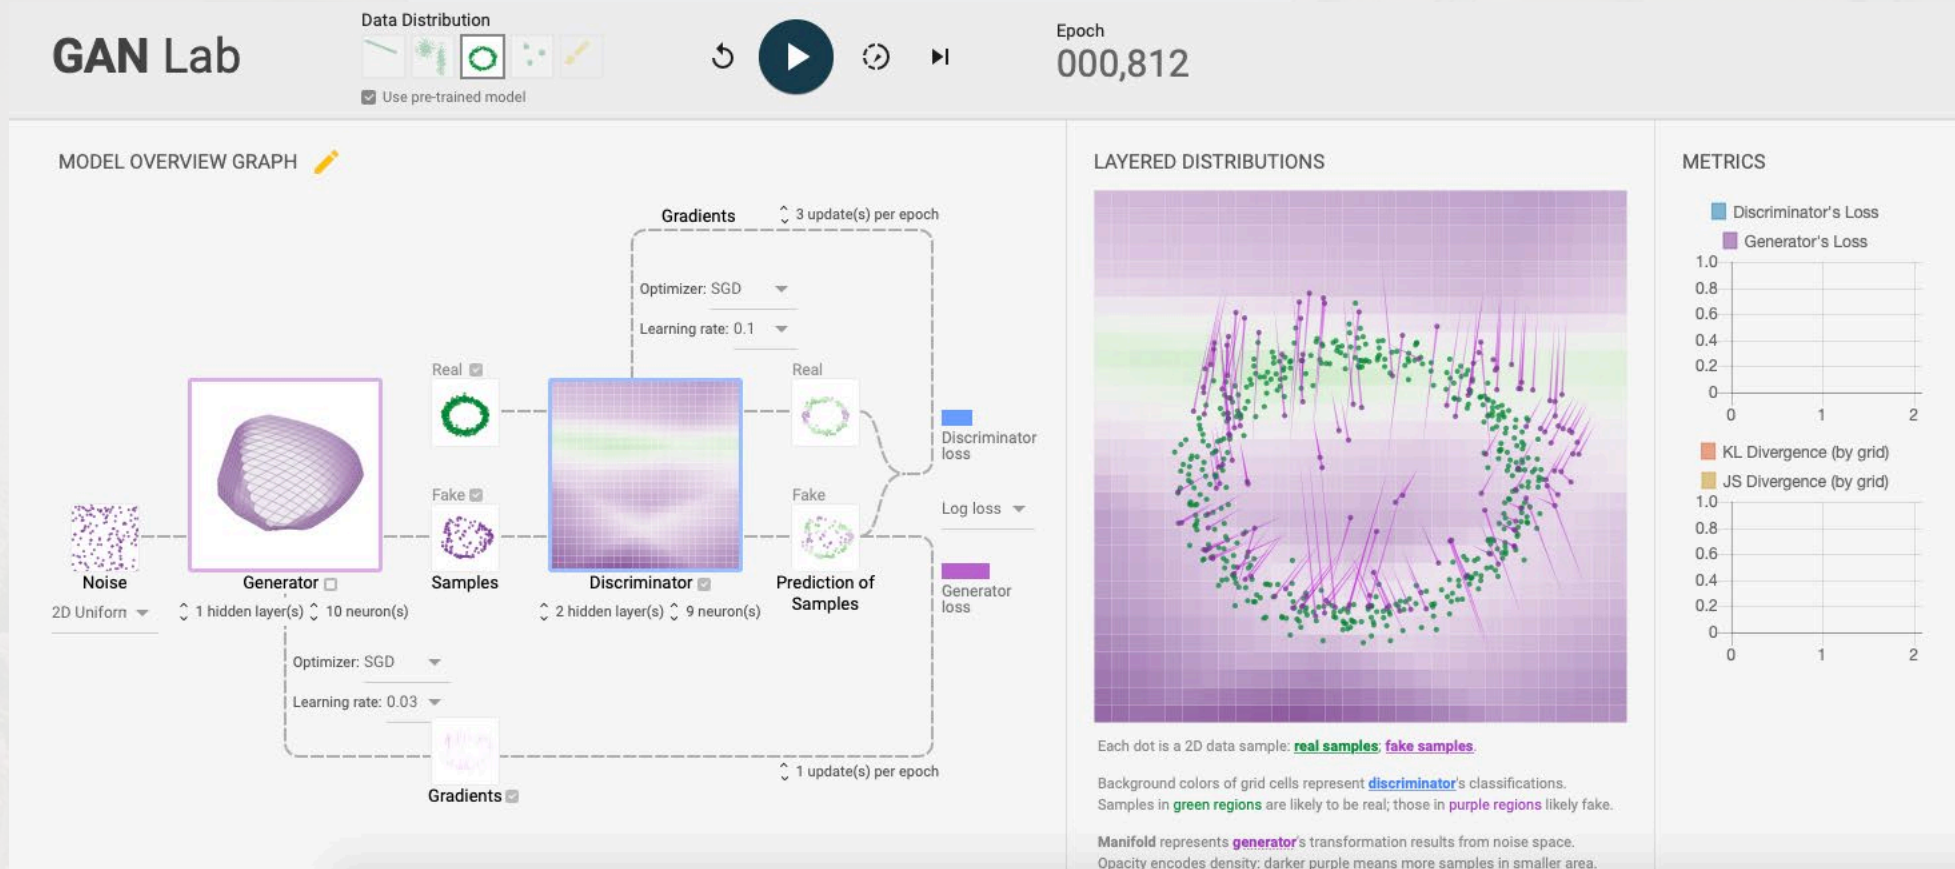 GAN Lab
Data Distribution
Use pre-trained model
Epoch
000,812
MODEL OVERVIEW GRAPH
Gradients
3 update(s) per epoch
Optimizer: SGD
Learning rate: 0.1
Real
Real
Discriminator
loss
Fake
Fake
Log loss
Noise
Generator
Samples
Discriminator
Prediction of
Samples
Generator
loss
2D Uniform
1 hidden layer(s)
10 neuron(s)
2 hidden layer(s)
9 neuron(s)
Optimizer: SGD
Learning rate: 0.03
1 update(s) per epoch
Gradients
LAYERED DISTRIBUTIONS
Each dot is a 2D data sample: real samples; fake samples.
Background colors of grid cells represent discriminator's classifications.
Samples in green regions are likely to be real; those in purple regions likely fake.
Manifold represents generator's transformation results from noise space.
Opacity encodes density: darker purple means more samples in smaller area.
METRICS
Discriminator's Loss
Generator's Loss
1.0
0.8
0.6
0.4
0.2
0
0 1 2
KL Divergence (by grid)
JS Divergence (by grid)
1.0
0.8
0.6
0.4
0.2
0
0 1 2